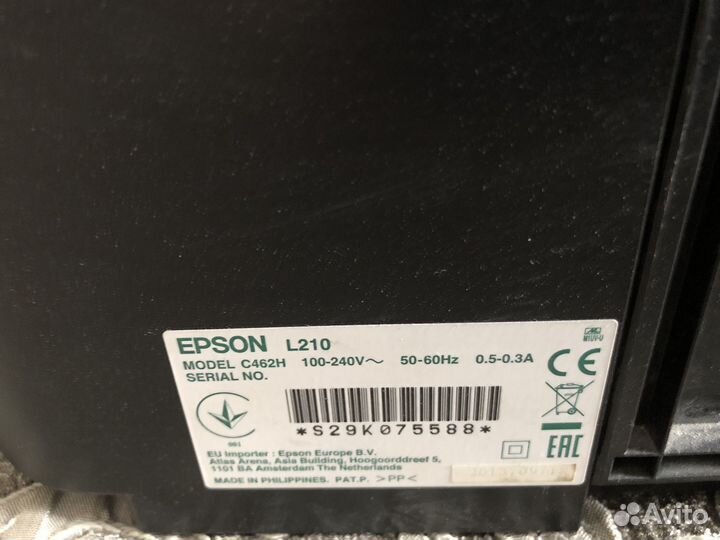 EPSON L210
MODEL C462H 100-240V～ 50-60Hz 0.5-0.3A
SERIAL NO.
M1UV-U
CE
001
*S29K075588*
EAC
EU Importer : Epson Europe B.V.
Atlas Arena, Asia Building, Hoogoorddreef 5,
1101 BA Amsterdam The Netherlands
MADE IN PHILIPPINES. PAT.P. >PP<
Avito